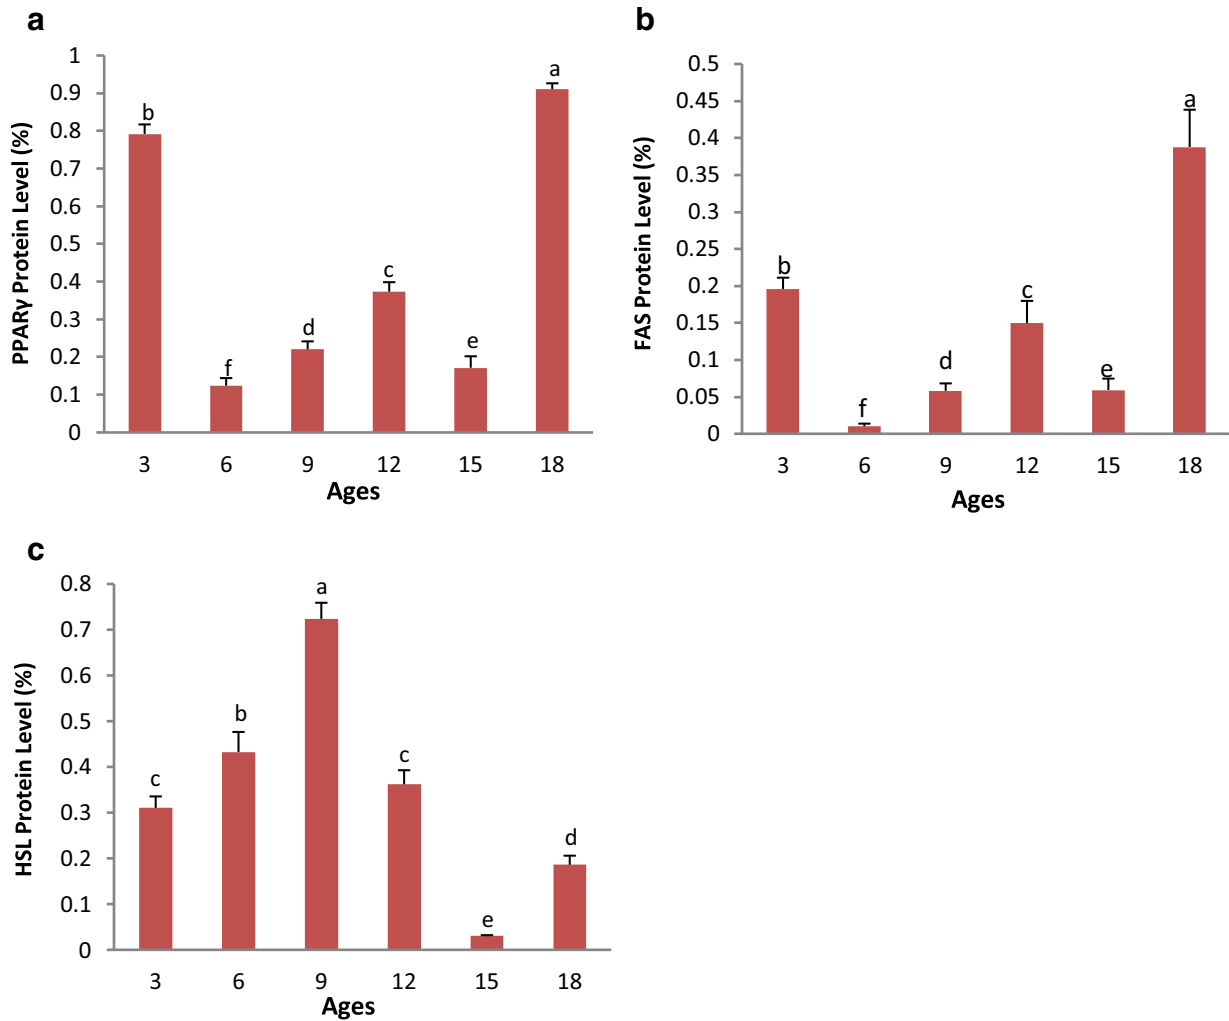 a
PPARγ Protein Level (%)
1
0.9
0.8
0.7
0.6
0.5
0.4
0.3
0.2
0.1
0
b
f
d
c
e
a
3 6 9 12 15 18
Ages
b
FAS Protein Level (%)
0.5
0.45
0.4
0.35
0.3
0.25
0.2
0.15
0.1
0.05
0
b
f
d
c
e
a
3 6 9 12 15 18
Ages
c
HSL Protein Level (%)
0.8
0.7
0.6
0.5
0.4
0.3
0.2
0.1
0
c
b
a
c
e
d
3 6 9 12 15 18
Ages